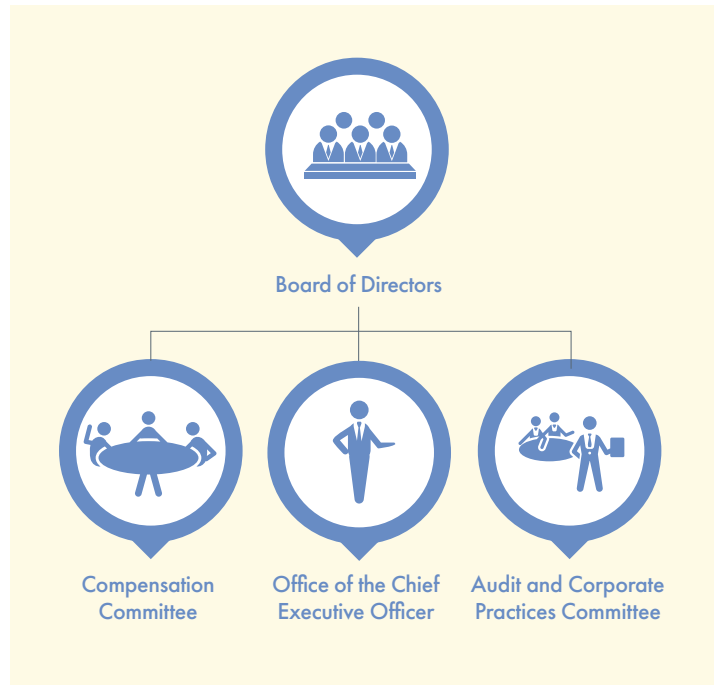 Board of Directors
Compensation
Committee
Office of the Chief
Executive Officer
Audit and Corporate
Practices Committee